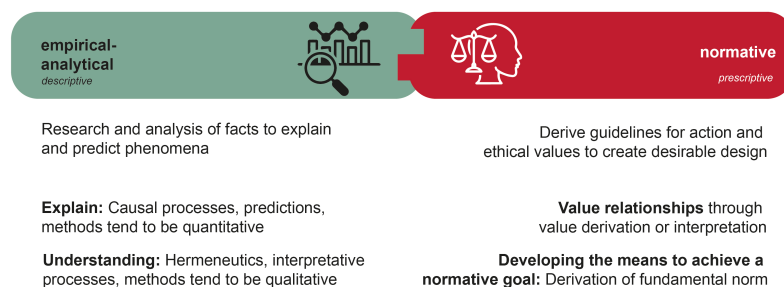 empirical-
analytical
descriptive
normative
prescriptive
Research and analysis of facts to explain
and predict phenomena
Derive guidelines for action and
ethical values to create desirable design
Explain: Causal processes, predictions,
methods tend to be quantitative
Value relationships through
value derivation or interpretation
Understanding: Hermeneutics, interpretative
processes, methods tend to be qualitative
Developing the means to achieve a
normative goal: Derivation of fundamental norm